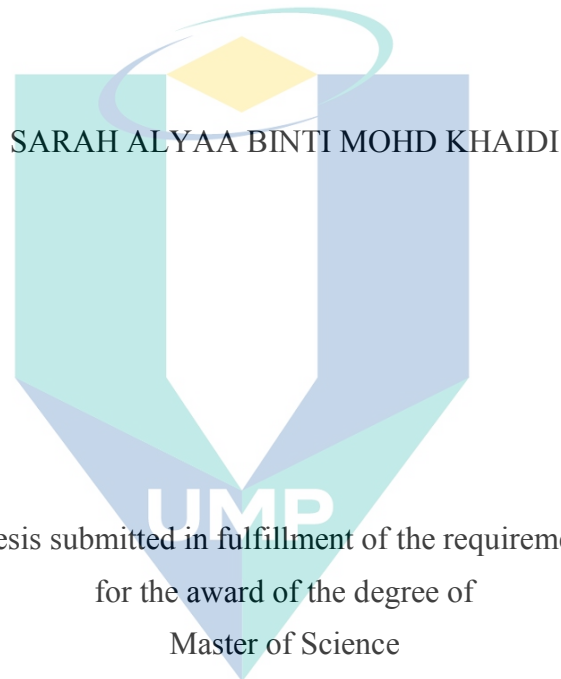 SARAH ALYAA BINTI MOHD KHAIDI
UMP
esis submitted in fulfillment of the requireme
for the award of the degree of
Master of Science